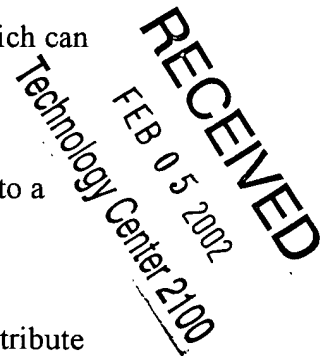 ich can
to a
tribute
RECEIVED
FEB 05 2002
Technology Center 2100